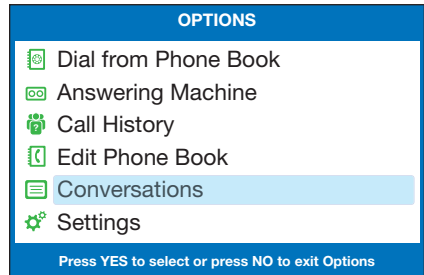 OPTIONS
Dial from Phone Book
Answering Machine
Call History
Edit Phone Book
Conversations
Settings
Press YES to select or press NO to exit Options